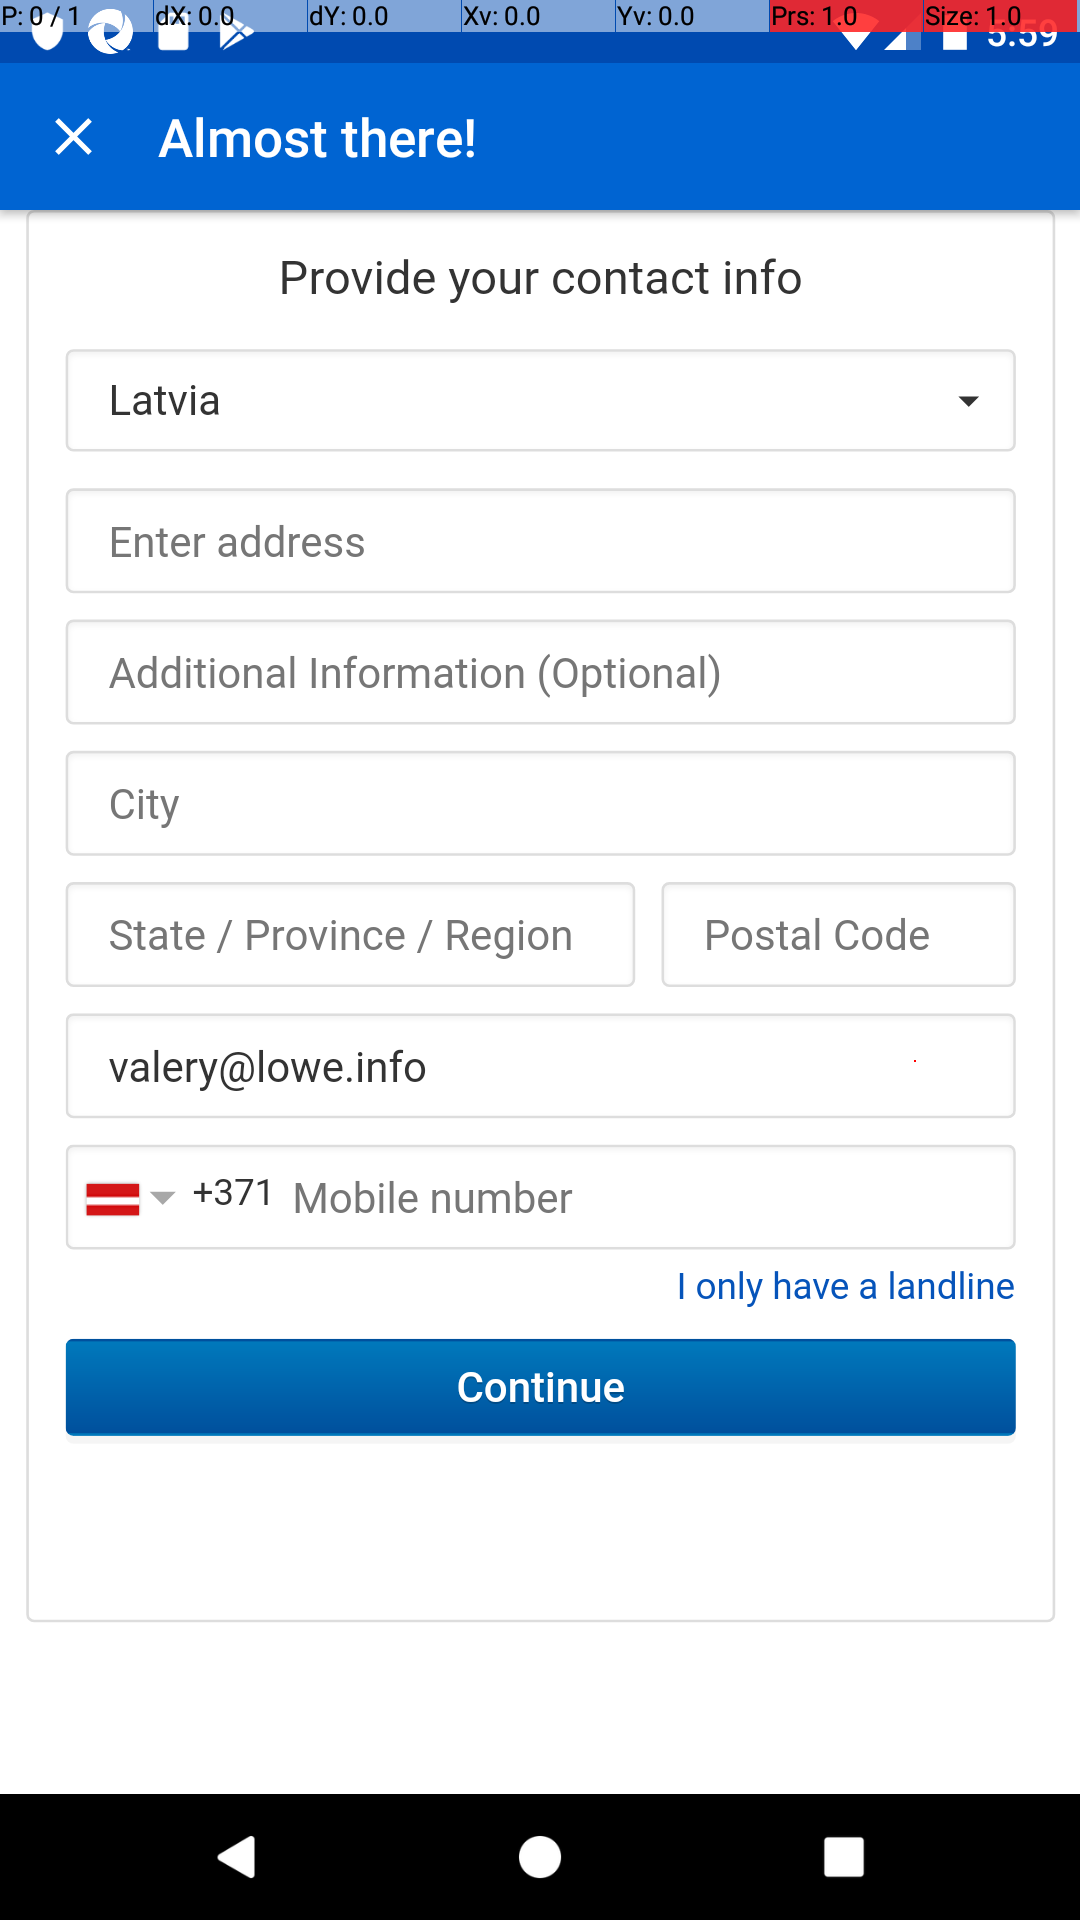 P: 0 / 1 dX: 0.0 dY: 0.0 Xv: 0.0 Yv: 0.0 Prs: 1.0 Size: 1.0
5:59
Almost there!
Provide your contact info
Latvia
Enter address
Additional Information (Optional)
City
State / Province / Region Postal Code
valery@lowe.info
+371 Mobile number
I only have a landline
Continue